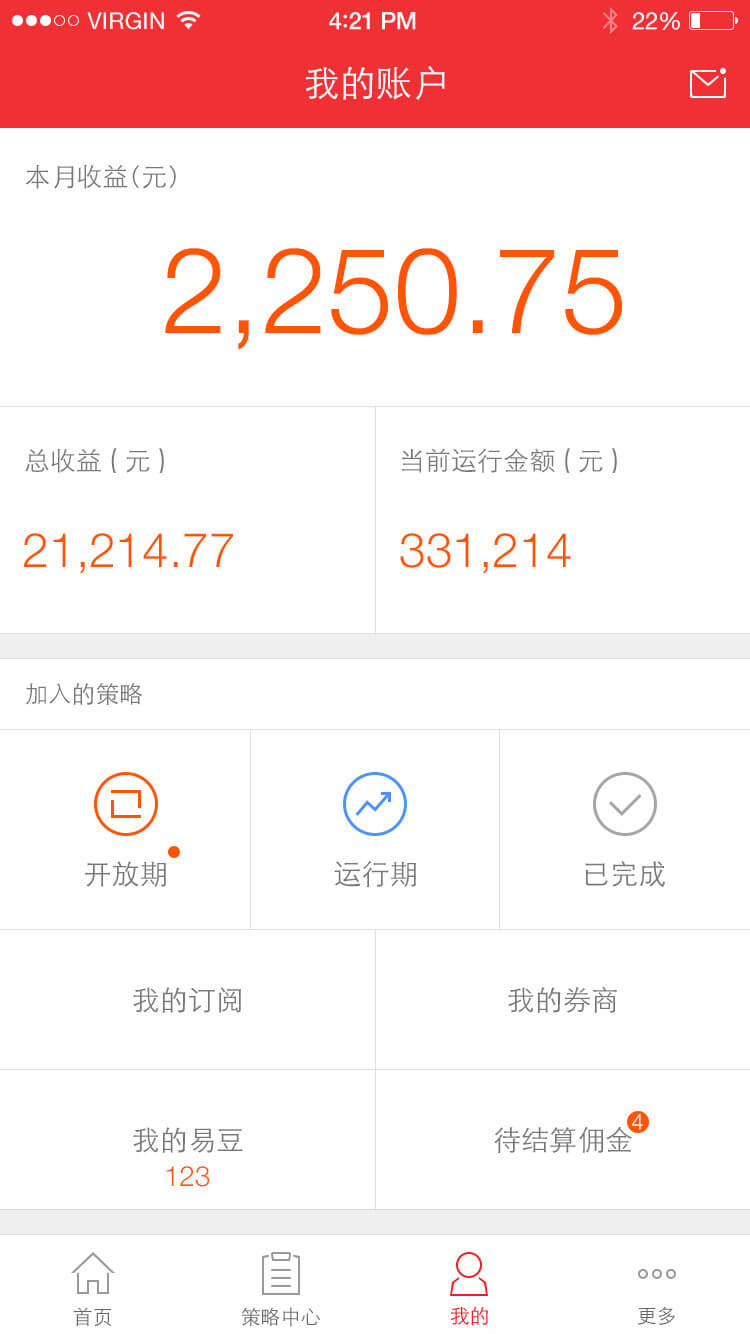 VIRGIN 4:21 PM 22%
我的账户
本月收益(元)
2,250.75
总收益(元) 当前运行金额(元)
21,214.77 331,214
加入的策略
开放期 运行期 已完成
我的订阅 我的券商
我的易豆 待结算佣金 4
123
首页 策略中心 我的 更多